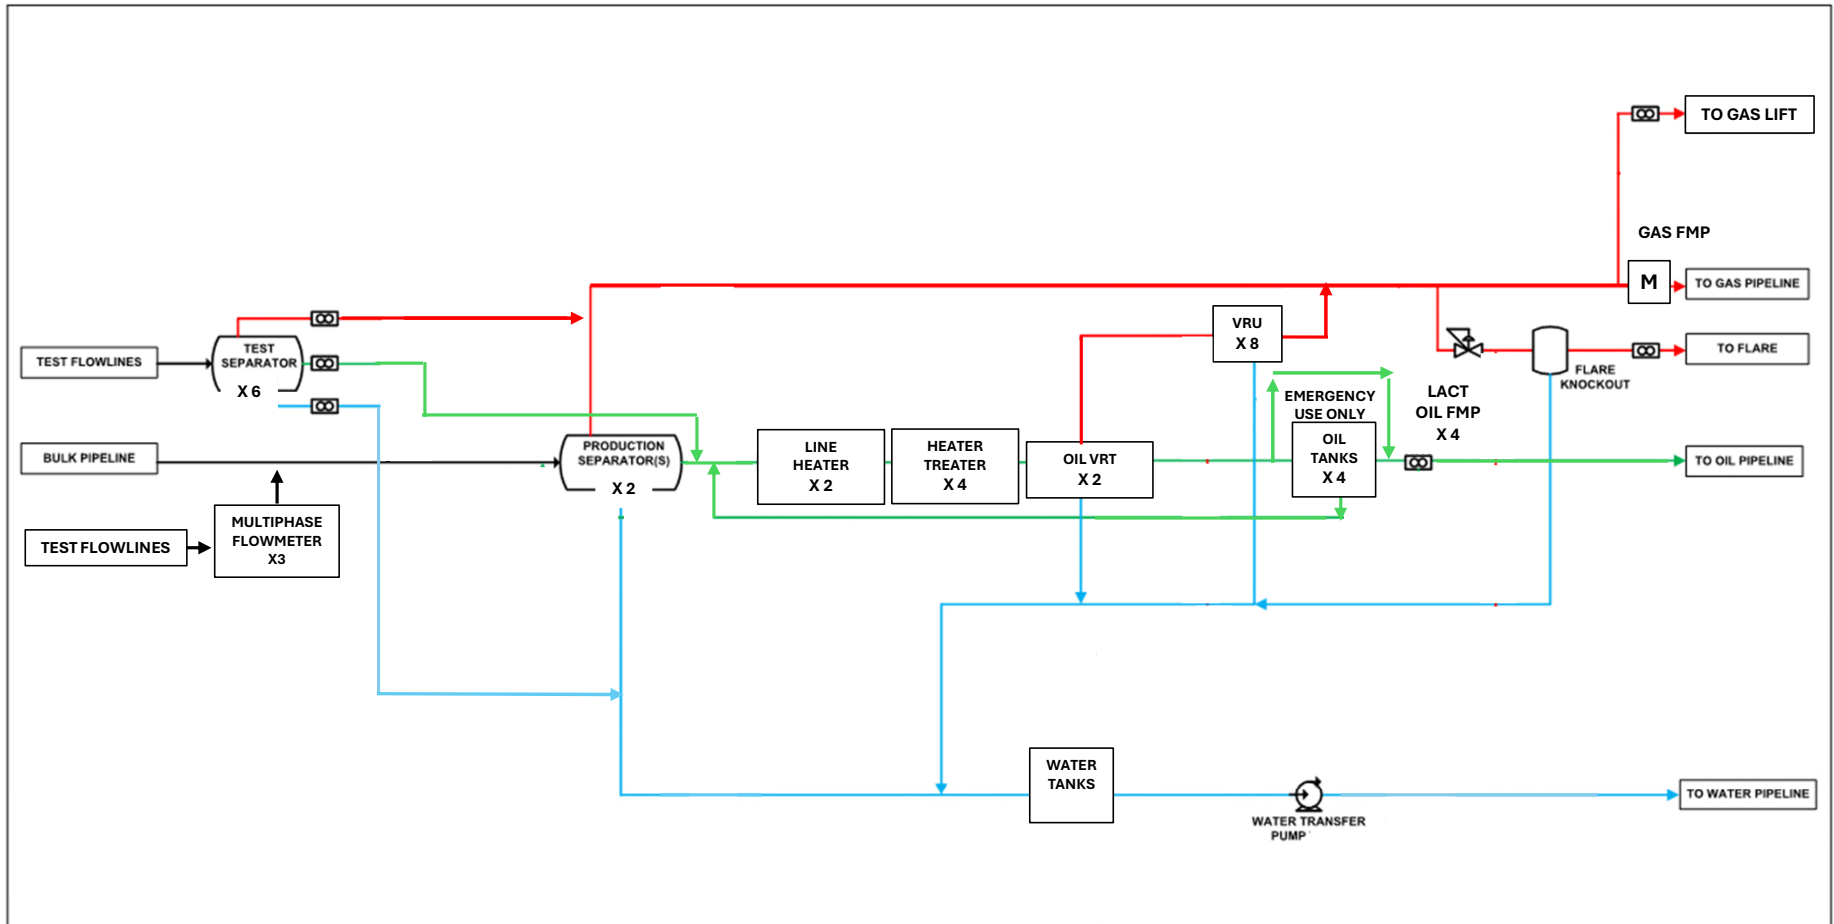 TO GAS LIFT
GAS FMP
M
TO GAS PIPELINE
VRU
X 8
TEST
SEPARATOR
X 6
TEST FLOWLINES
TO FLARE
FLARE
KNOCKOUT
EMERGENCY
USE ONLY
LACT
OIL FMP
X 4
BULK PIPELINE
PRODUCTION
SEPARATOR(S)
X 2
LINE
HEATER
X 2
HEATER
TREATER
X 4
OIL VRT
X 2
OIL
TANKS
X 4
TO OIL PIPELINE
TEST FLOWLINES
MULTIPHASE
FLOWMETER
X3
WATER
TANKS
WATER TRANSFER
PUMP
TO WATER PIPELINE